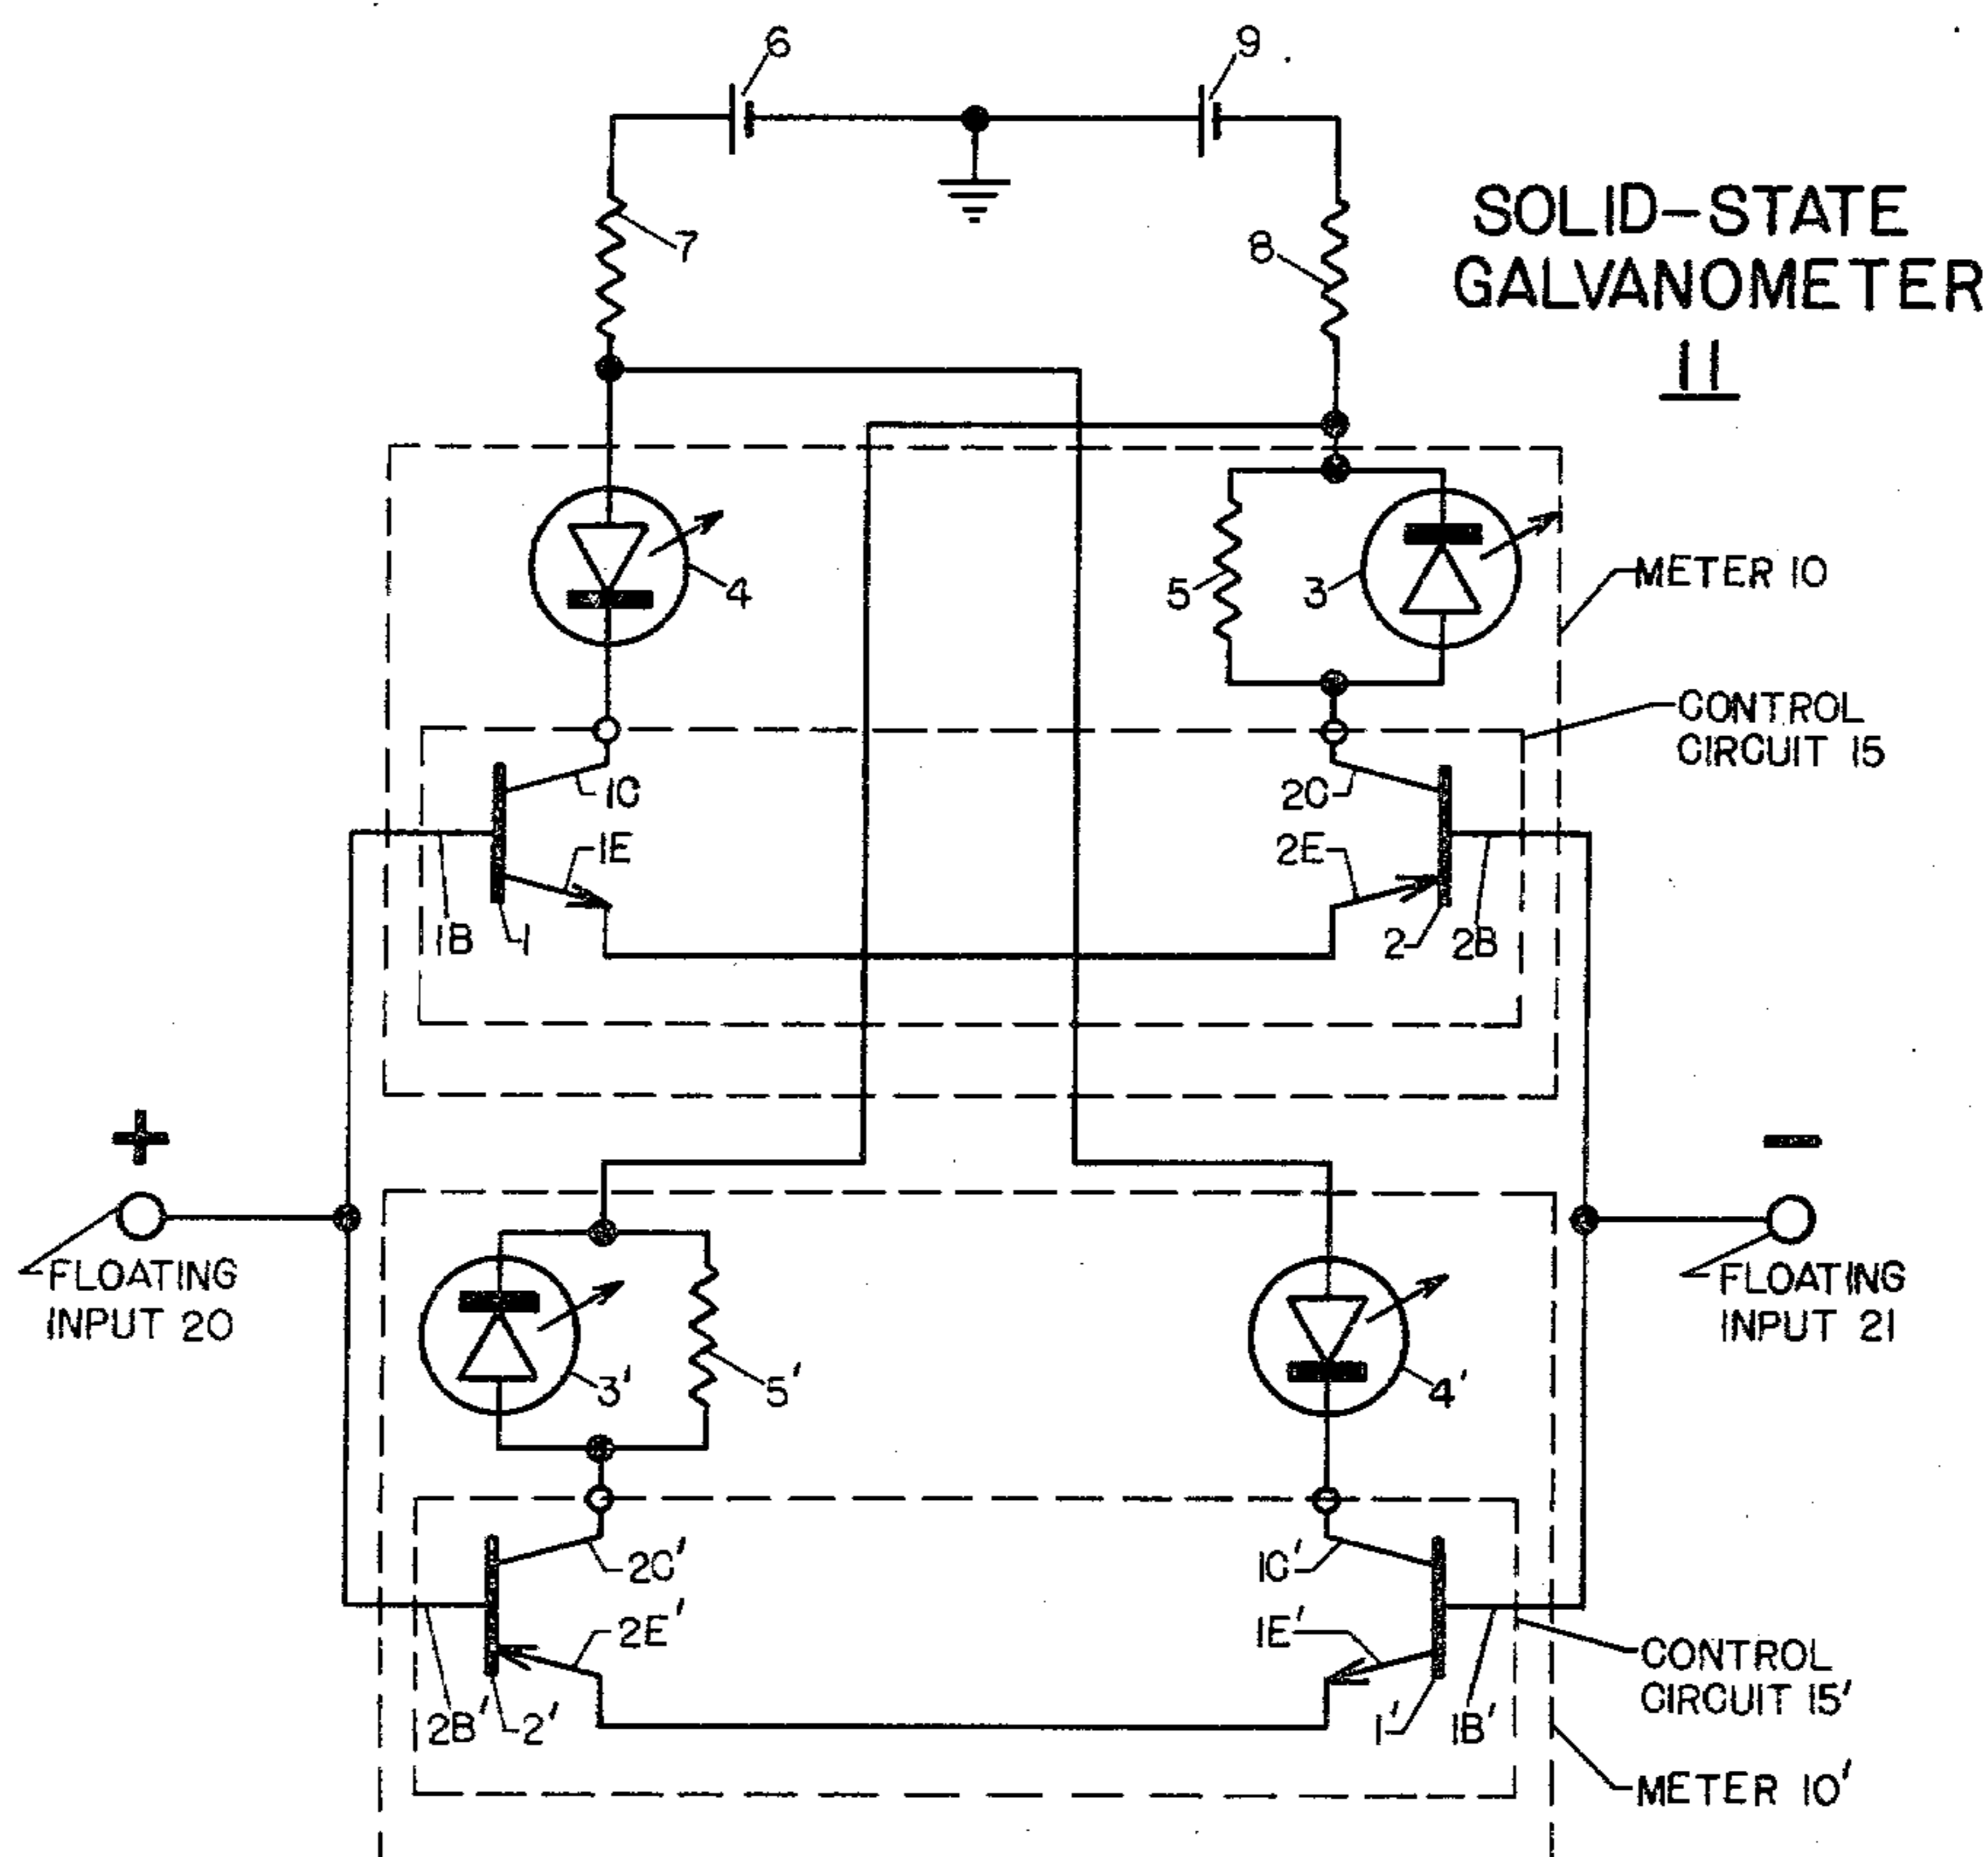 6
9
7
8
SOLID-STATE
GALVANOMETER
11
4
5
3
METER 10
CONTROL
CIRCUIT 15
1C
2C
1E
2E
1B
1
2
2B
+
-
FLOATING
INPUT 20
FLOATING
INPUT 21
3'
5'
4'
2C'
1C'
2E'
1E'
2B'
2'
1'
1B'
CONTROL
CIRCUIT 15'
METER 10'